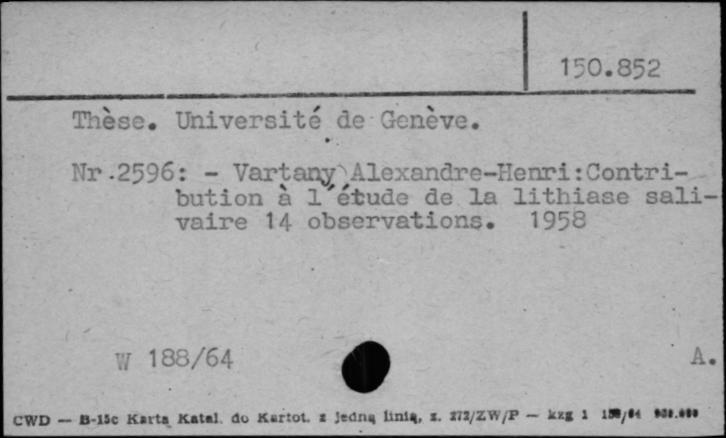 150.852
Thèse. Université de Genève.
Nr.2596: - Vartany Alexandre-Henri:Contri-
bution à l'étude de la lithiase sali-
vaire 14 observations. 1958
W 188/64
A.
CWD — B-15c Karta Katal. do Kartot. z jedną linią, z. 272/ZW/P — kzg 1